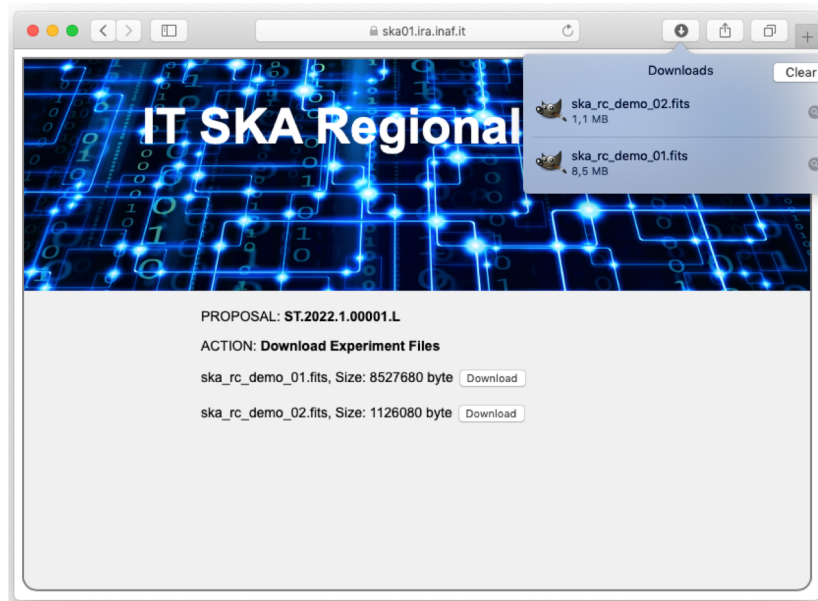 ska01.ira.inaf.it
Downloads
Clear
ska_rc_demo_02.fits
1,1 MB
ska_rc_demo_01.fits
8,5 MB
IT SKA Regional
PROPOSAL: ST.2022.1.00001.L
ACTION: Download Experiment Files
ska_rc_demo_01.fits, Size: 8527680 byte Download
ska_rc_demo_02.fits, Size: 1126080 byte Download